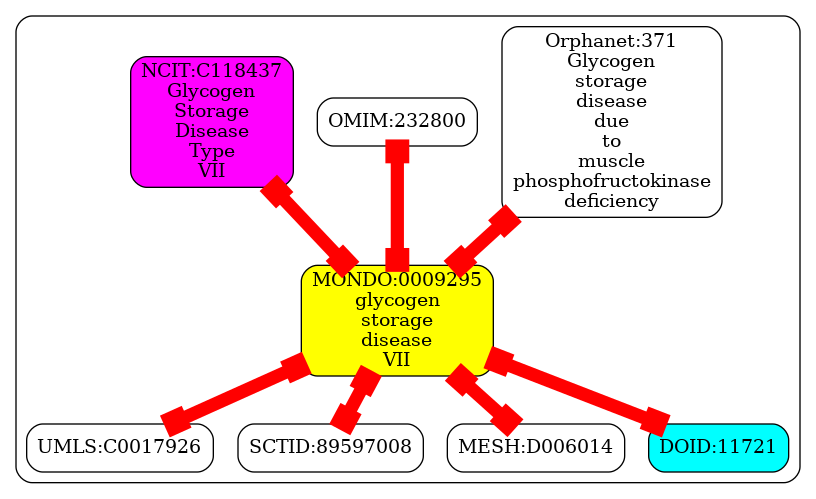 NCIT:C118437
Glycogen
Storage
Disease
Type
VII
OMIM:232800
Orphanet:371
Glycogen
storage
disease
due
to
muscle
phosphofructokinase
deficiency
MONDO:0009295
glycogen
storage
disease
VII
UMLS:C0017926
SCTID:89597008
MESH:D006014
DOID:11721